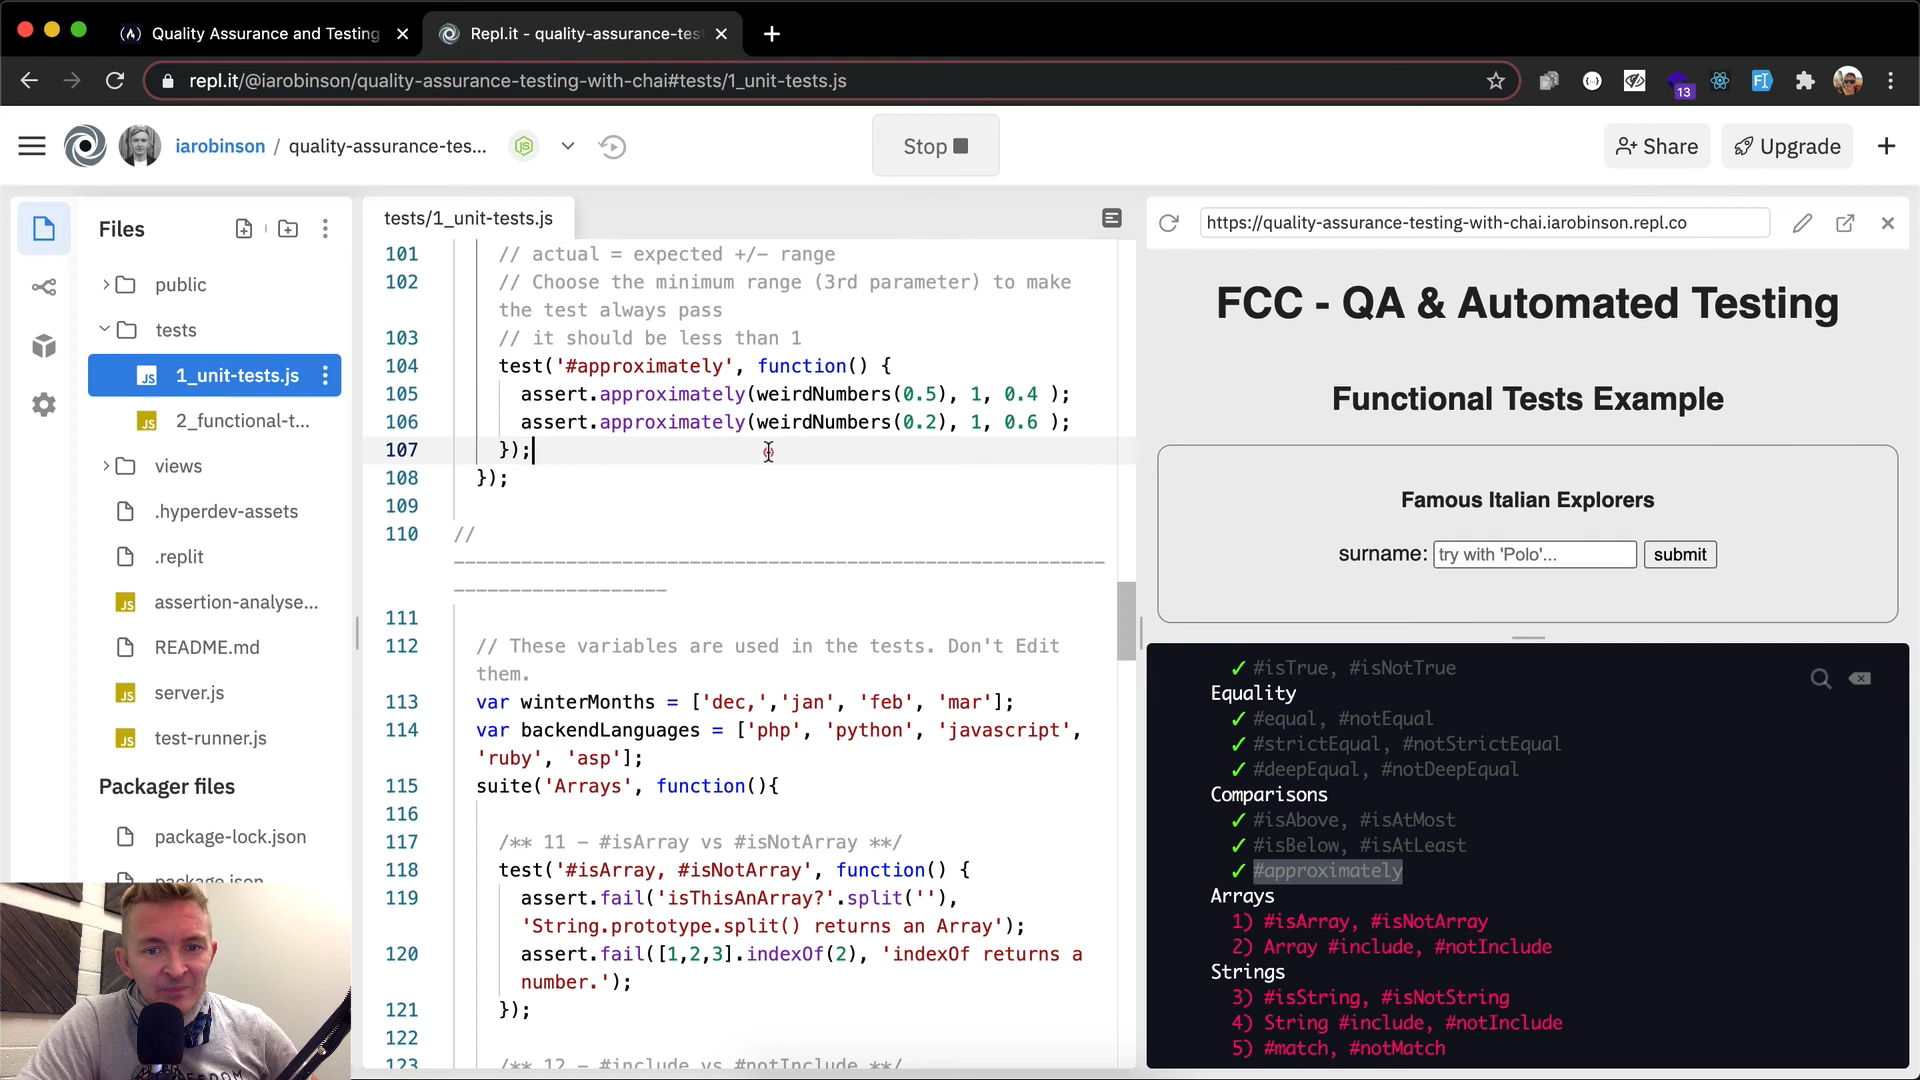 Quality Assurance and Testing
Repl.it - quality-assurance-tes
repl.it/@iarobinson/quality-assurance-testing-with-chai#tests/1_unit-tests.js
13
iarobinson / quality-assurance-tes...
Stop
Share
Upgrade
Files
public
tests
1_unit-tests.js
2_functional-t...
views
.hyperdev-assets
.replit
assertion-analyse...
README.md
server.js
test-runner.js
Packager files
package-lock.json
package.json
tests/1_unit-tests.js
101 // actual = expected +/- range
102 // Choose the minimum range (3rd parameter) to make
the test always pass
103 // it should be less than 1
104 test('#approximately', function() {
105 assert.approximately(weirdNumbers(0.5), 1, 0.4 );
106 assert.approximately(weirdNumbers(0.2), 1, 0.6 );
107 });
108 });
109
110 //
--------------------------------------------------------
-------------------
111
112 // These variables are used in the tests. Don't Edit
them.
113 var winterMonths = ['dec,','jan', 'feb', 'mar'];
114 var backendLanguages = ['php', 'python', 'javascript',
'ruby', 'asp'];
115 suite('Arrays', function(){
116
117 /** 11 - #isArray vs #isNotArray **/
118 test('#isArray, #isNotArray', function() {
119 assert.fail('isThisAnArray?'.split(''),
'String.prototype.split() returns an Array');
120 assert.fail([1,2,3].indexOf(2), 'indexOf returns a
number.');
121 });
122
123 /** 12 - #include vs #notInclude **/
https://quality-assurance-testing-with-chai.iarobinson.repl.co
FCC - QA & Automated Testing
Functional Tests Example
Famous Italian Explorers
surname: try with 'Polo'... submit
✓ #isTrue, #isNotTrue
Equality
✓ #equal, #notEqual
✓ #strictEqual, #notStrictEqual
✓ #deepEqual, #notDeepEqual
Comparisons
✓ #isAbove, #isAtMost
✓ #isBelow, #isAtLeast
✓ #approximately
Arrays
1) #isArray, #isNotArray
2) Array #include, #notInclude
Strings
3) #isString, #isNotString
4) String #include, #notInclude
5) #match, #notMatch